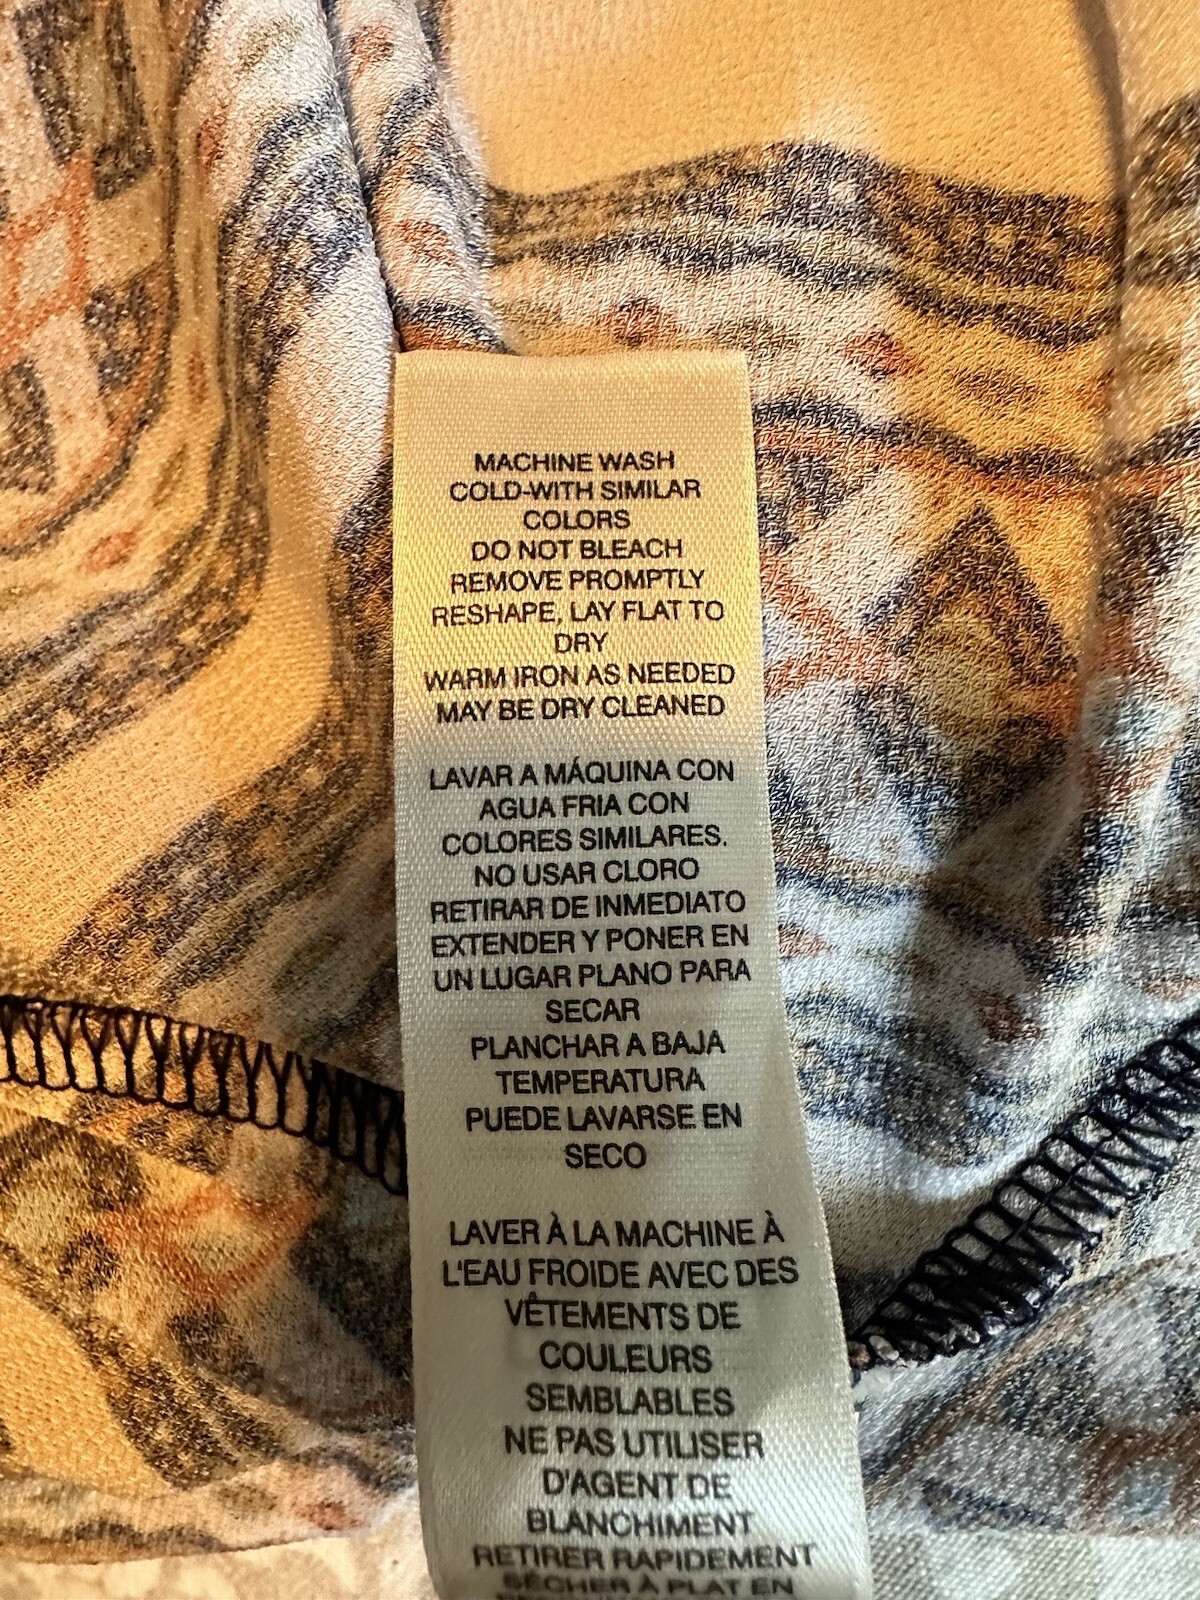 MACHINE WASH
COLD-WITH SIMILAR
COLORS
DO NOT BLEACH
REMOVE PROMPTLY
RESHAPE, LAY FLAT TO
DRY
WARM IRON AS NEEDED
MAY BE DRY CLEANED
LAVAR A MÁQUINA CON
AGUA FRIA CON
COLORES SIMILARES.
NO USAR CLORO
RETIRAR DE INMEDIATO
EXTENDER Y PONER EN
UN LUGAR PLANO PARA
SECAR
PLANCHAR A BAJA
TEMPERATURA
PUEDE LAVARSE EN
SECO
LAVER À LA MACHINE À
L'EAU FROIDE AVEC DES
VÊTEMENTS DE
COULEURS
SEMBLABLES
NE PAS UTILISER
D'AGENT DE
BLANCHIMENT
RETIRER RAPIDEMENT
SÉCHER À PLAT EN